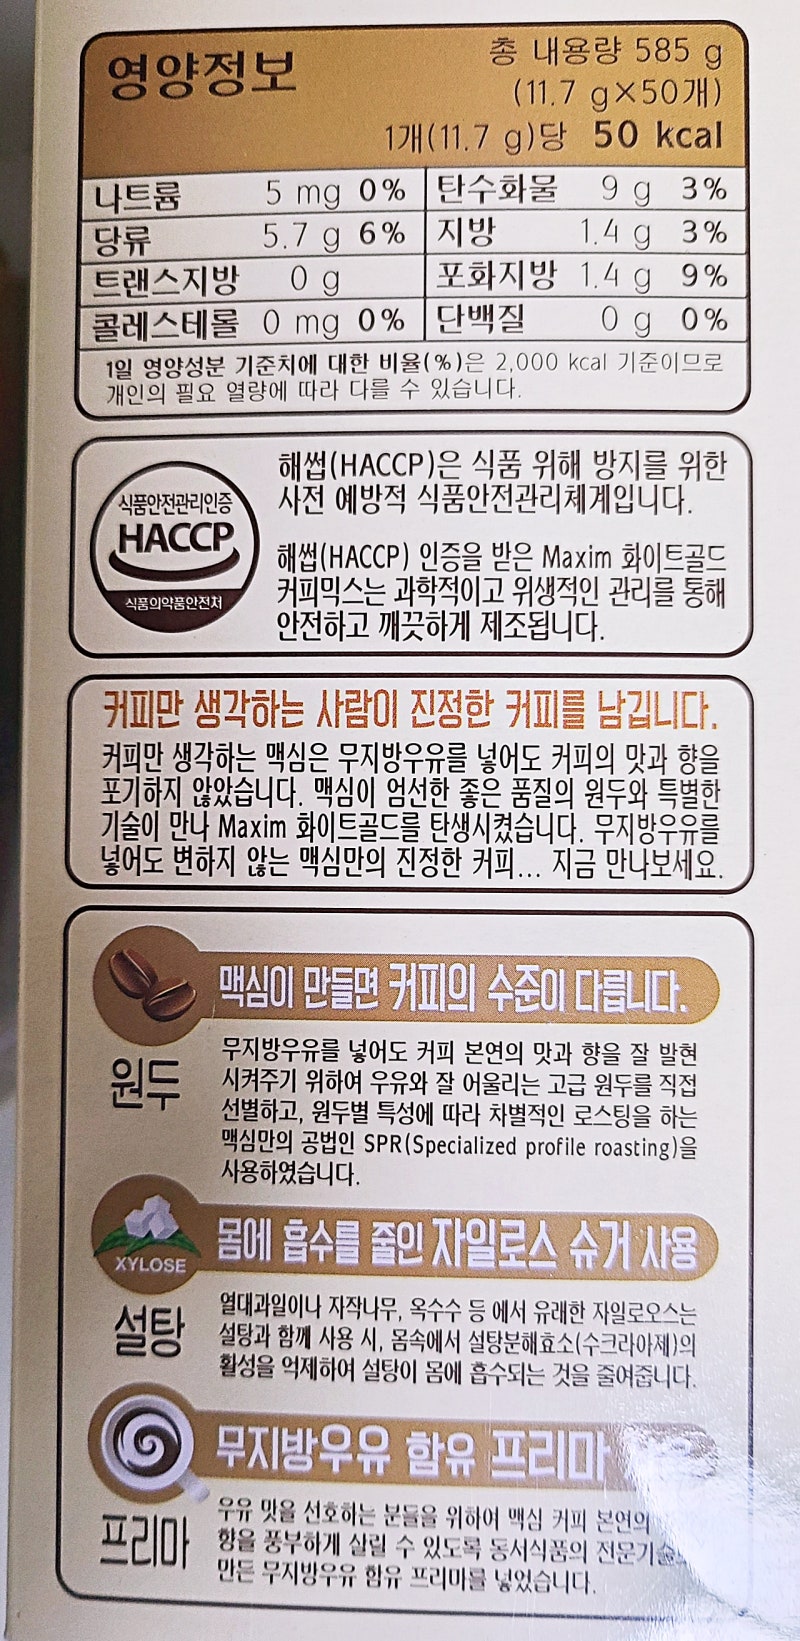 영양정보
총 내용량 585 g
(11.7 g×50개)
1개(11.7 g)당 50 kcal
나트륨 5 mg 0% 탄수화물 9 g 3%
당류 5.7 g 6% 지방 1.4 g 3%
트랜스지방 0 g 포화지방 1.4 g 9%
콜레스테롤 0 mg 0% 단백질 0 g 0%
1일 영양성분 기준치에 대한 비율(%)은 2,000 kcal 기준이므로
개인의 필요 열량에 따라 다를 수 있습니다.
식품안전관리인증
HACCP
식품의약품안전처
해썹(HACCP)은 식품 위해 방지를 위한
사전 예방적 식품안전관리체계입니다.
해썹(HACCP) 인증을 받은 Maxim 화이트골드
커피믹스는 과학적이고 위생적인 관리를 통해
안전하고 깨끗하게 제조됩니다.
커피만 생각하는 사람이 진정한 커피를 남깁니다.
커피만 생각하는 맥심은 무지방우유를 넣어도 커피의 맛과 향을
포기하지 않았습니다. 맥심이 엄선한 좋은 품질의 원두와 특별한
기술이 만나 Maxim 화이트골드를 탄생시켰습니다. 무지방우유를
넣어도 변하지 않는 맥심만의 진정한 커피... 지금 만나보세요.
맥심이 만들면 커피의 수준이 다릅니다.
원두
무지방우유를 넣어도 커피 본연의 맛과 향을 잘 발현
시켜주기 위하여 우유와 잘 어울리는 고급 원두를 직접
선별하고, 원두별 특성에 따라 차별적인 로스팅을 하는
맥심만의 공법인 SPR(Specialized profile roasting)을
사용하였습니다.
XYLOSE
몸에 흡수를 줄인 자일로스 슈거 사용
설탕
열대과일이나 자작나무, 옥수수 등 에서 유래한 자일로오스는
설탕과 함께 사용 시, 몸속에서 설탕분해효소(수크라아제)의
활성을 억제하여 설탕이 몸에 흡수되는 것을 줄여줍니다.
무지방우유 함유 프리마
프리마
우유 맛을 선호하는 분들을 위하여 맥심 커피 본연의
향을 풍부하게 살릴 수 있도록 동서식품의 전문기술
만든 무지방우유 함유 프리마를 넣었습니다.